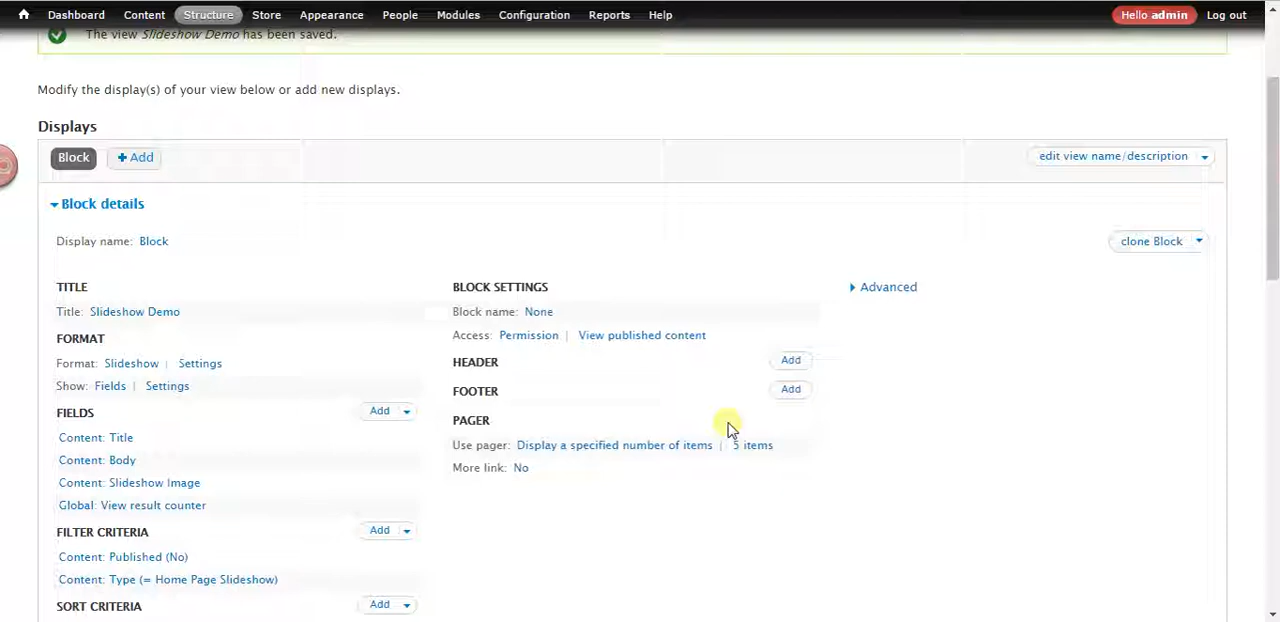 Dashboard Content Structure Store Appearance People Modules Configuration Reports Help Hello admin Log out
The view Slideshow Demo has been saved.
Modify the display(s) of your view below or add new displays.
Displays
Block + Add edit view name/description
Block details
Display name: Block clone Block
TITLE
Title: Slideshow Demo
FORMAT
Format: Slideshow | Settings
Show: Fields | Settings
FIELDS Add
Content: Title
Content: Body
Content: Slideshow Image
Global: View result counter
FILTER CRITERIA Add
Content: Published (No)
Content: Type (= Home Page Slideshow)
SORT CRITERIA Add
BLOCK SETTINGS
Block name: None
Access: Permission | View published content
HEADER Add
FOOTER Add
PAGER
Use pager: Display a specified number of items | 5 items
More link: No
Advanced